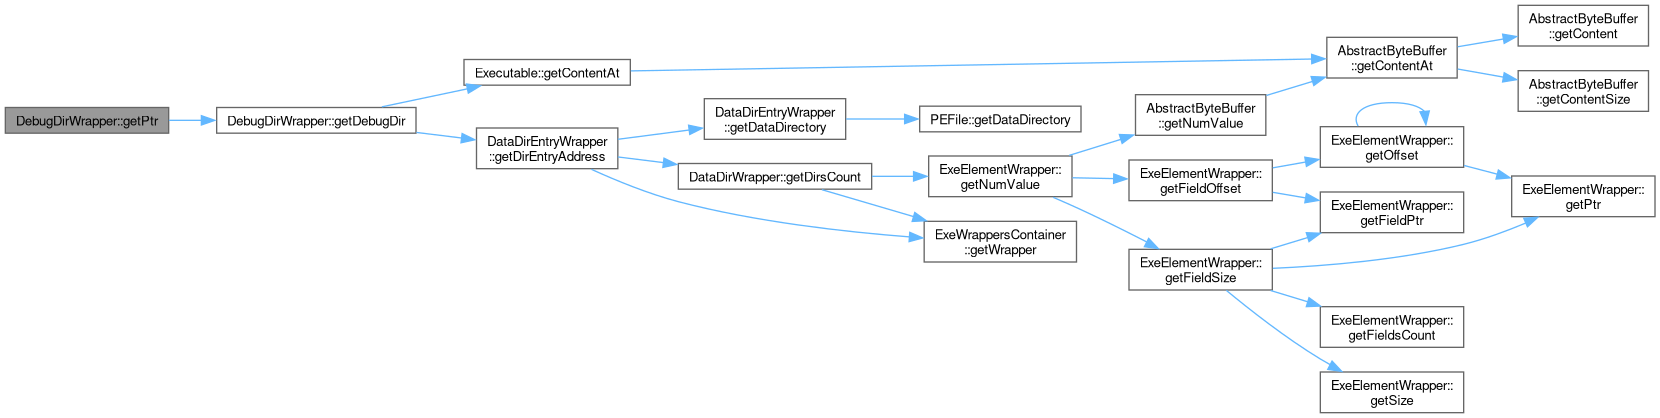 DebugDirWrapper::getPtr
DebugDirWrapper::getDebugDir
Executable::getContentAt
DataDirEntryWrapper
::getDirEntryAddress
DataDirEntryWrapper
::getDataDirectory
DataDirWrapper::getDirsCount
PEFile::getDataDirectory
ExeElementWrapper::
getNumValue
ExeWrappersContainer
::getWrapper
AbstractByteBuffer
::getNumValue
ExeElementWrapper::
getFieldOffset
ExeElementWrapper::
getFieldSize
AbstractByteBuffer
::getContentAt
ExeElementWrapper::
getOffset
ExeElementWrapper::
getFieldPtr
ExeElementWrapper::
getFieldsCount
ExeElementWrapper::
getSize
AbstractByteBuffer
::getContent
AbstractByteBuffer
::getContentSize
ExeElementWrapper::
getPtr